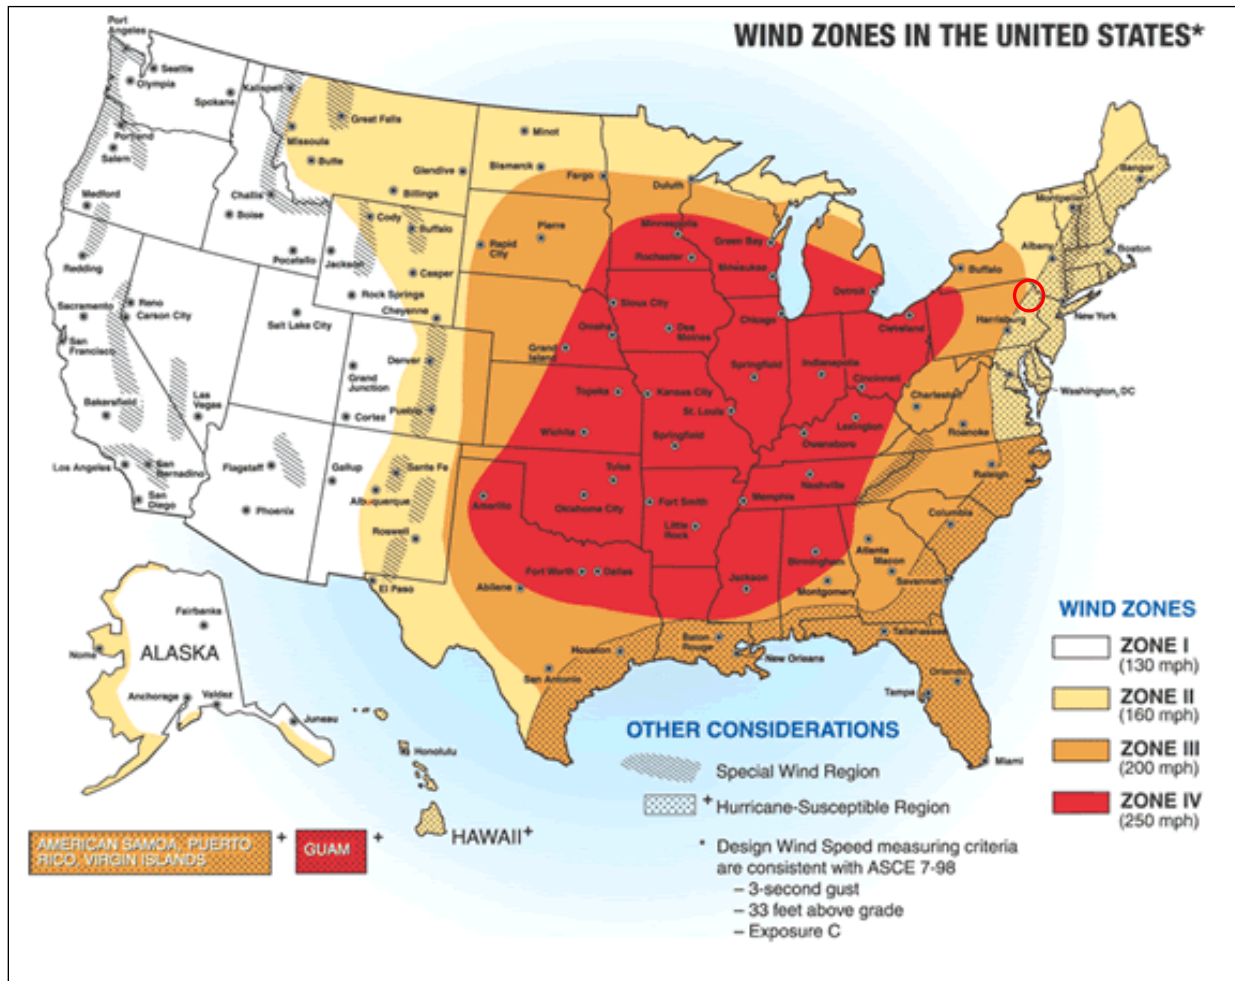 WIND ZONES IN THE UNITED STATES*
Port
Angeles
Seattle
Olympia
Spokane
Kalispell
Portland
Salem
Medford
Missoula
Great Falls
Butte
Billings
Glendive
Minot
Bismarck
Fargo
Duluth
Challis
Boise
Pocatello
Cody
Buffalo
Jackson
Casper
Rock Springs
Cheyenne
Rapid
City
Pierre
Minneapolis
Rochester
Green Bay
Milwaukee
Detroit
Buffalo
Albany
Montpelier
Bangor
Boston
New York
Harrisburg
Washington, DC
Redding
Sacramento
San
Francisco
Reno
Carson City
Salt Lake City
Las
Vegas
Bakersfield
Los Angeles
San
Bernadino
San
Diego
Grand
Junction
Cortez
Denver
Pueblo
Flagstaff
Phoenix
Gallup
Sante Fe
Albuquerque
Roswell
El Paso
Sioux City
Omaha
Grand
Island
Des
Moines
Chicago
Cleveland
Springfield
Indianapolis
Cincinnati
Topeka
Kansas City
St. Louis
Wichita
Springfield
Lexington
Owensboro
Charleston
Roanoke
Raleigh
Tulsa
Amarillo
Oklahoma City
Fort Smith
Little
Rock
Memphis
Nashville
Columbia
Atlanta
Macon
Savannah
Birmingham
Montgomery
Jackson
Fort Worth
Dallas
Abilene
San Antonio
Houston
Baton
Rouge
New Orleans
Tallahassee
Orlando
Tampa
Miami
Fairbanks
Nome
ALASKA
Anchorage
Valdez
Juneau
Honolulu
HAWAII+
AMERICAN SAMOA, PUERTO
RICO, VIRGIN ISLANDS
+
GUAM
+
OTHER CONSIDERATIONS
Special Wind Region
+ Hurricane-Susceptible Region
* Design Wind Speed measuring criteria
are consistent with ASCE 7-98
– 3-second gust
– 33 feet above grade
– Exposure C
WIND ZONES
ZONE I
(130 mph)
ZONE II
(160 mph)
ZONE III
(200 mph)
ZONE IV
(250 mph)